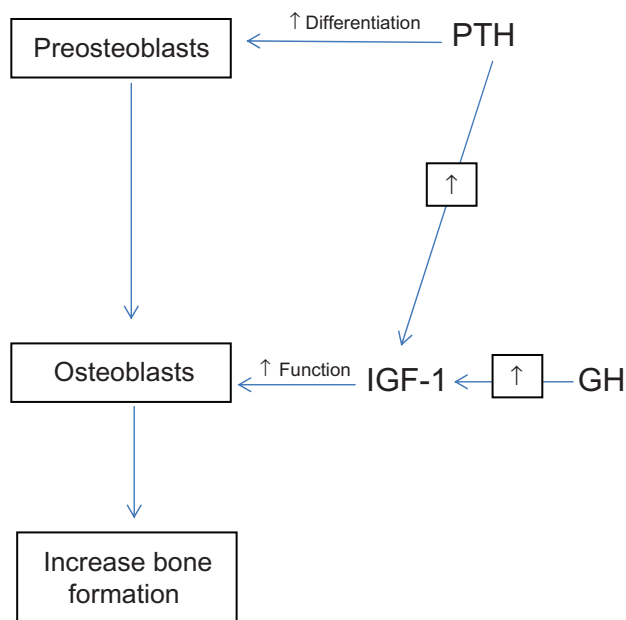 ↑ Differentiation
Preosteoblasts
PTH
↑
Osteoblasts
↑ Function
IGF-1
↑
GH
Increase bone
formation